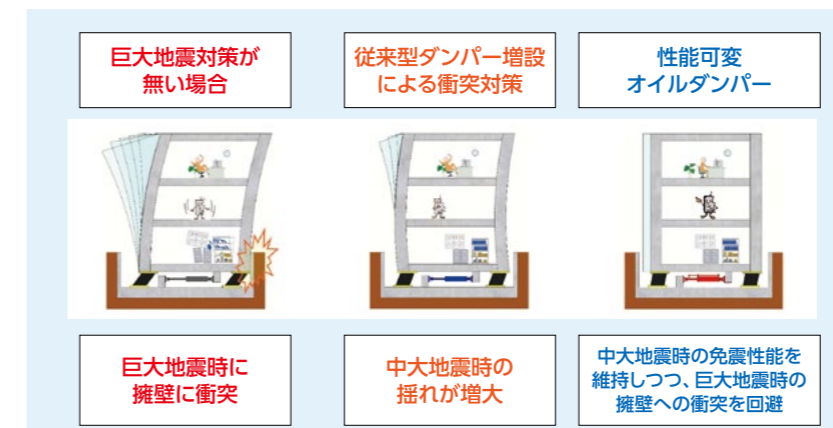 巨大地震対策が
無い場合
従来型ダンパー増設
による衝突対策
性能可変
オイルダンパー
巨大地震時に
擁壁に衝突
中大地震時の
揺れが増大
中大地震時の免震性能を
維持しつつ、巨大地震時の
擁壁への衝突を回避